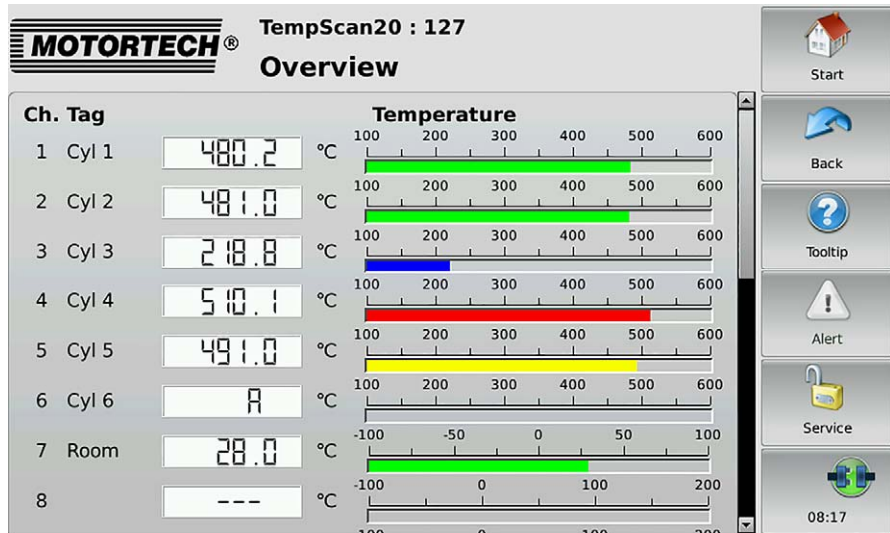 MOTORTECH®
TempScan20 : 127
Overview
Ch. Tag Temperature
100 200 300 400 500 600
1 Cyl 1 480.2 °C
100 200 300 400 500 600
2 Cyl 2 481.0 °C
100 200 300 400 500 600
3 Cyl 3 218.8 °C
100 200 300 400 500 600
4 Cyl 4 510.1 °C
100 200 300 400 500 600
5 Cyl 5 491.0 °C
100 200 300 400 500 600
6 Cyl 6 A °C
-100 -50 0 50 100
7 Room 28.0 °C
-100 0 100 200
8 --- °C
Start
Back
Tooltip
Alert
Service
08:17